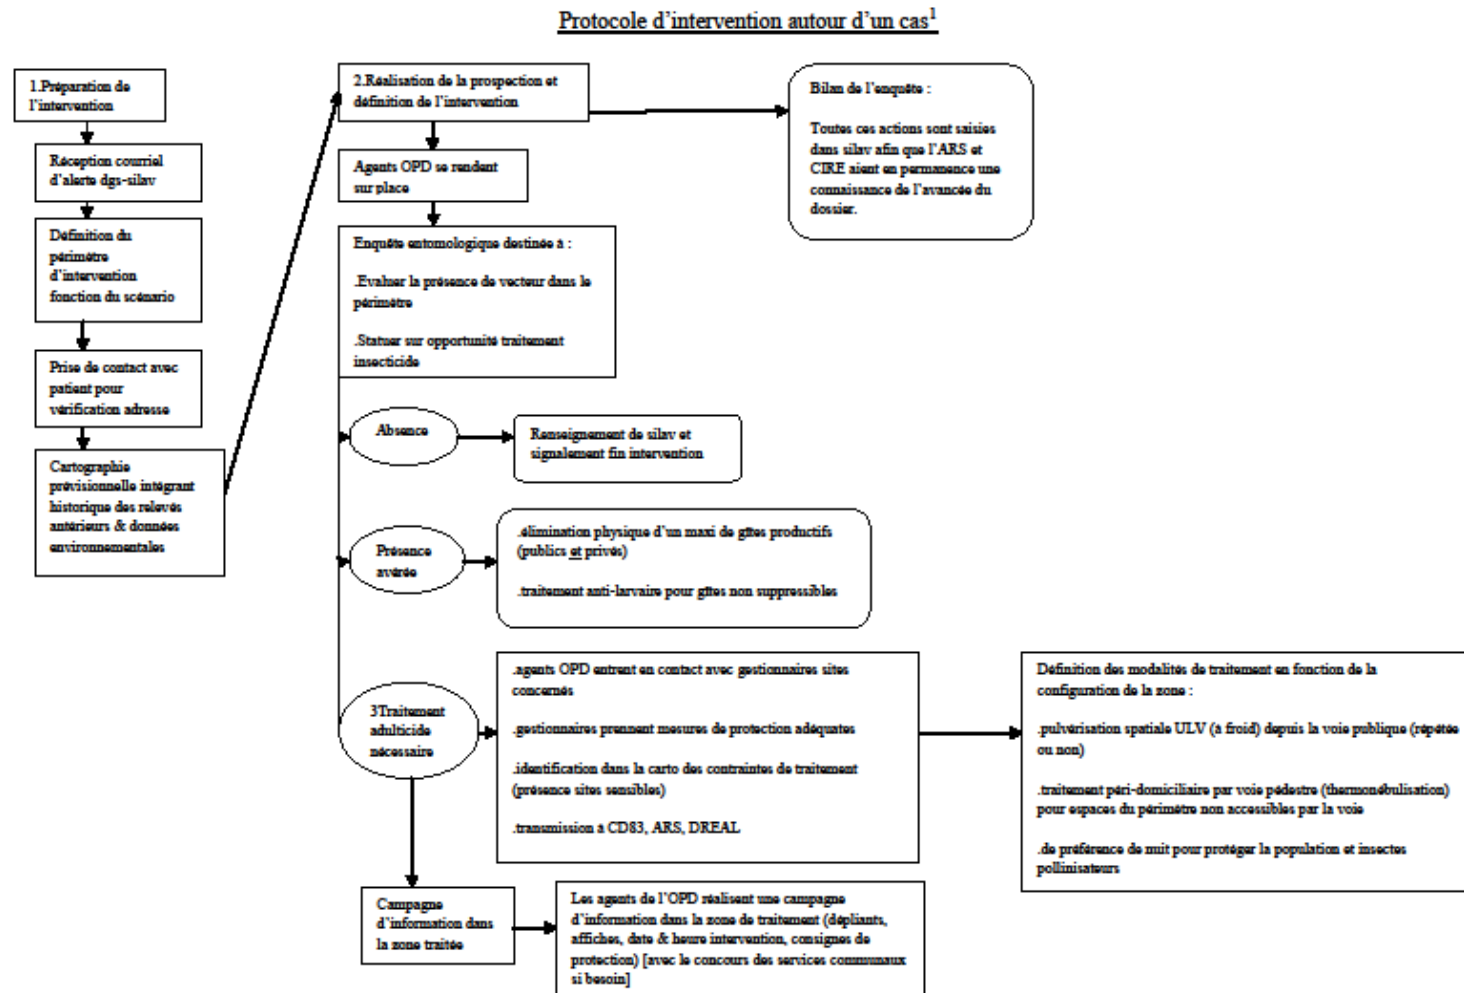 Protocole d'intervention autour d'un cas¹
1.Préparation de
l'intervention
Réception courriel
d'alerte dgs-silav
Définition du
périmètre
d'intervention
fonction du scénario
Prise de contact avec
patient pour
vérification adresse
Cartographie
prévisionnelle intégrant
historique des relevés
antérieurs & données
environnementales
2.Réalisation de la prospection et
définition de l'intervention
Agents OPD se rendent
sur place
Enquête entomologique destinée à :
.Evaluer la présence de vecteur dans le
périmètre
.Statuer sur opportunité traitement
insecticide
Bilan de l'enquête :
Toutes ces actions sont saisies
dans silav afin que l'ARS et
CIRE aient en permanence une
connaissance de l'avancée du
dossier.
Absence
Renseignement de silav et
signalement fin intervention
Présence
avérée
.élimination physique d'un maxi de gîtes productifs
(publics et privés)
.traitement anti-larvaire pour gîtes non suppressibles
3Traitement
adulticide
nécessaire
.agents OPD entrent en contact avec gestionnaires sites
concernés
.gestionnaires prennent mesures de protection adéquates
.identification dans la carto des contraintes de traitement
(présence sites sensibles)
.transmission à CD83, ARS, DREAL
Définition des modalités de traitement en fonction de la
configuration de la zone :
.pulvérisation spatiale ULV (à froid) depuis la voie publique (répétée
ou non)
.traitement péri-domiciliaire par voie pédestre (thermonébulisation)
pour espaces du périmètre non accessibles par la voie
.de préférence de nuit pour protéger la population et insectes
pollinisateurs
Campagne
d'information dans
la zone traitée
Les agents de l'OPD réalisent une campagne
d'information dans la zone de traitement (dépliants,
affiches, date & heure intervention, consignes de
protection) [avec le concours des services communaux
si besoin]